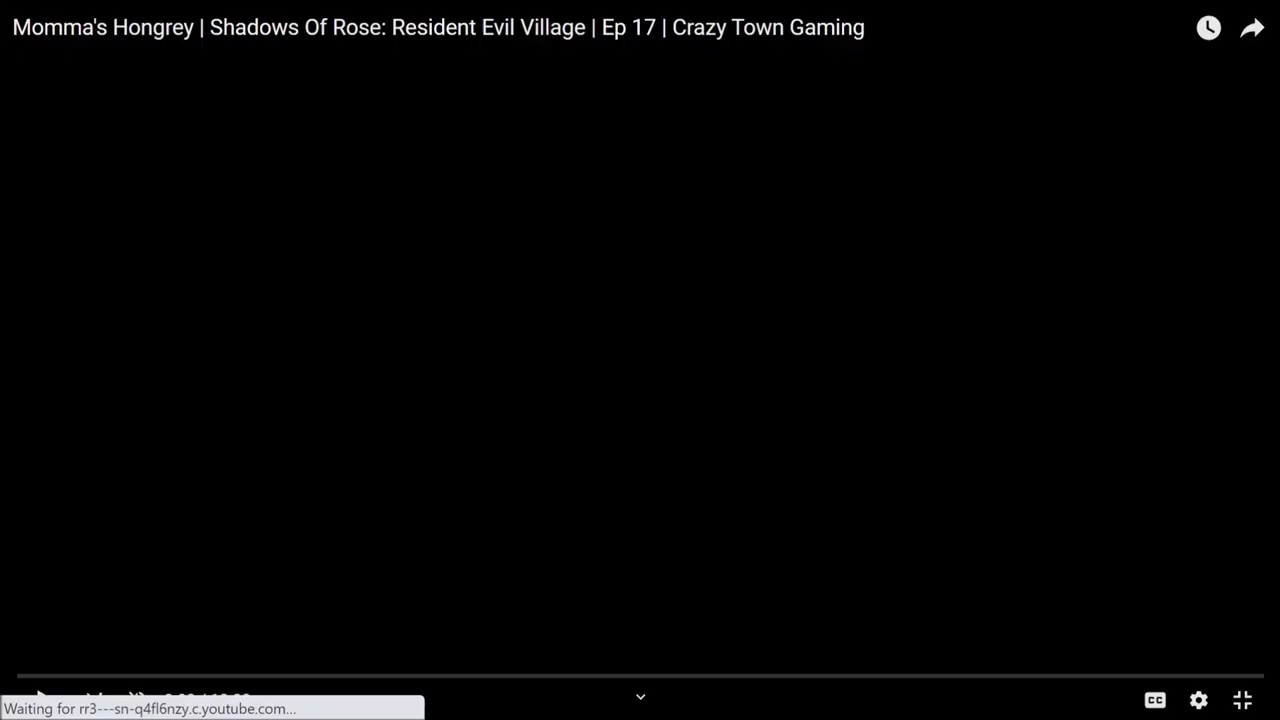 Momma's Hongrey | Shadows Of Rose: Resident Evil Village | Ep 17 | Crazy Town Gaming
CC
Waiting for rr3---sn-q4fl6nzy.c.youtube.com...